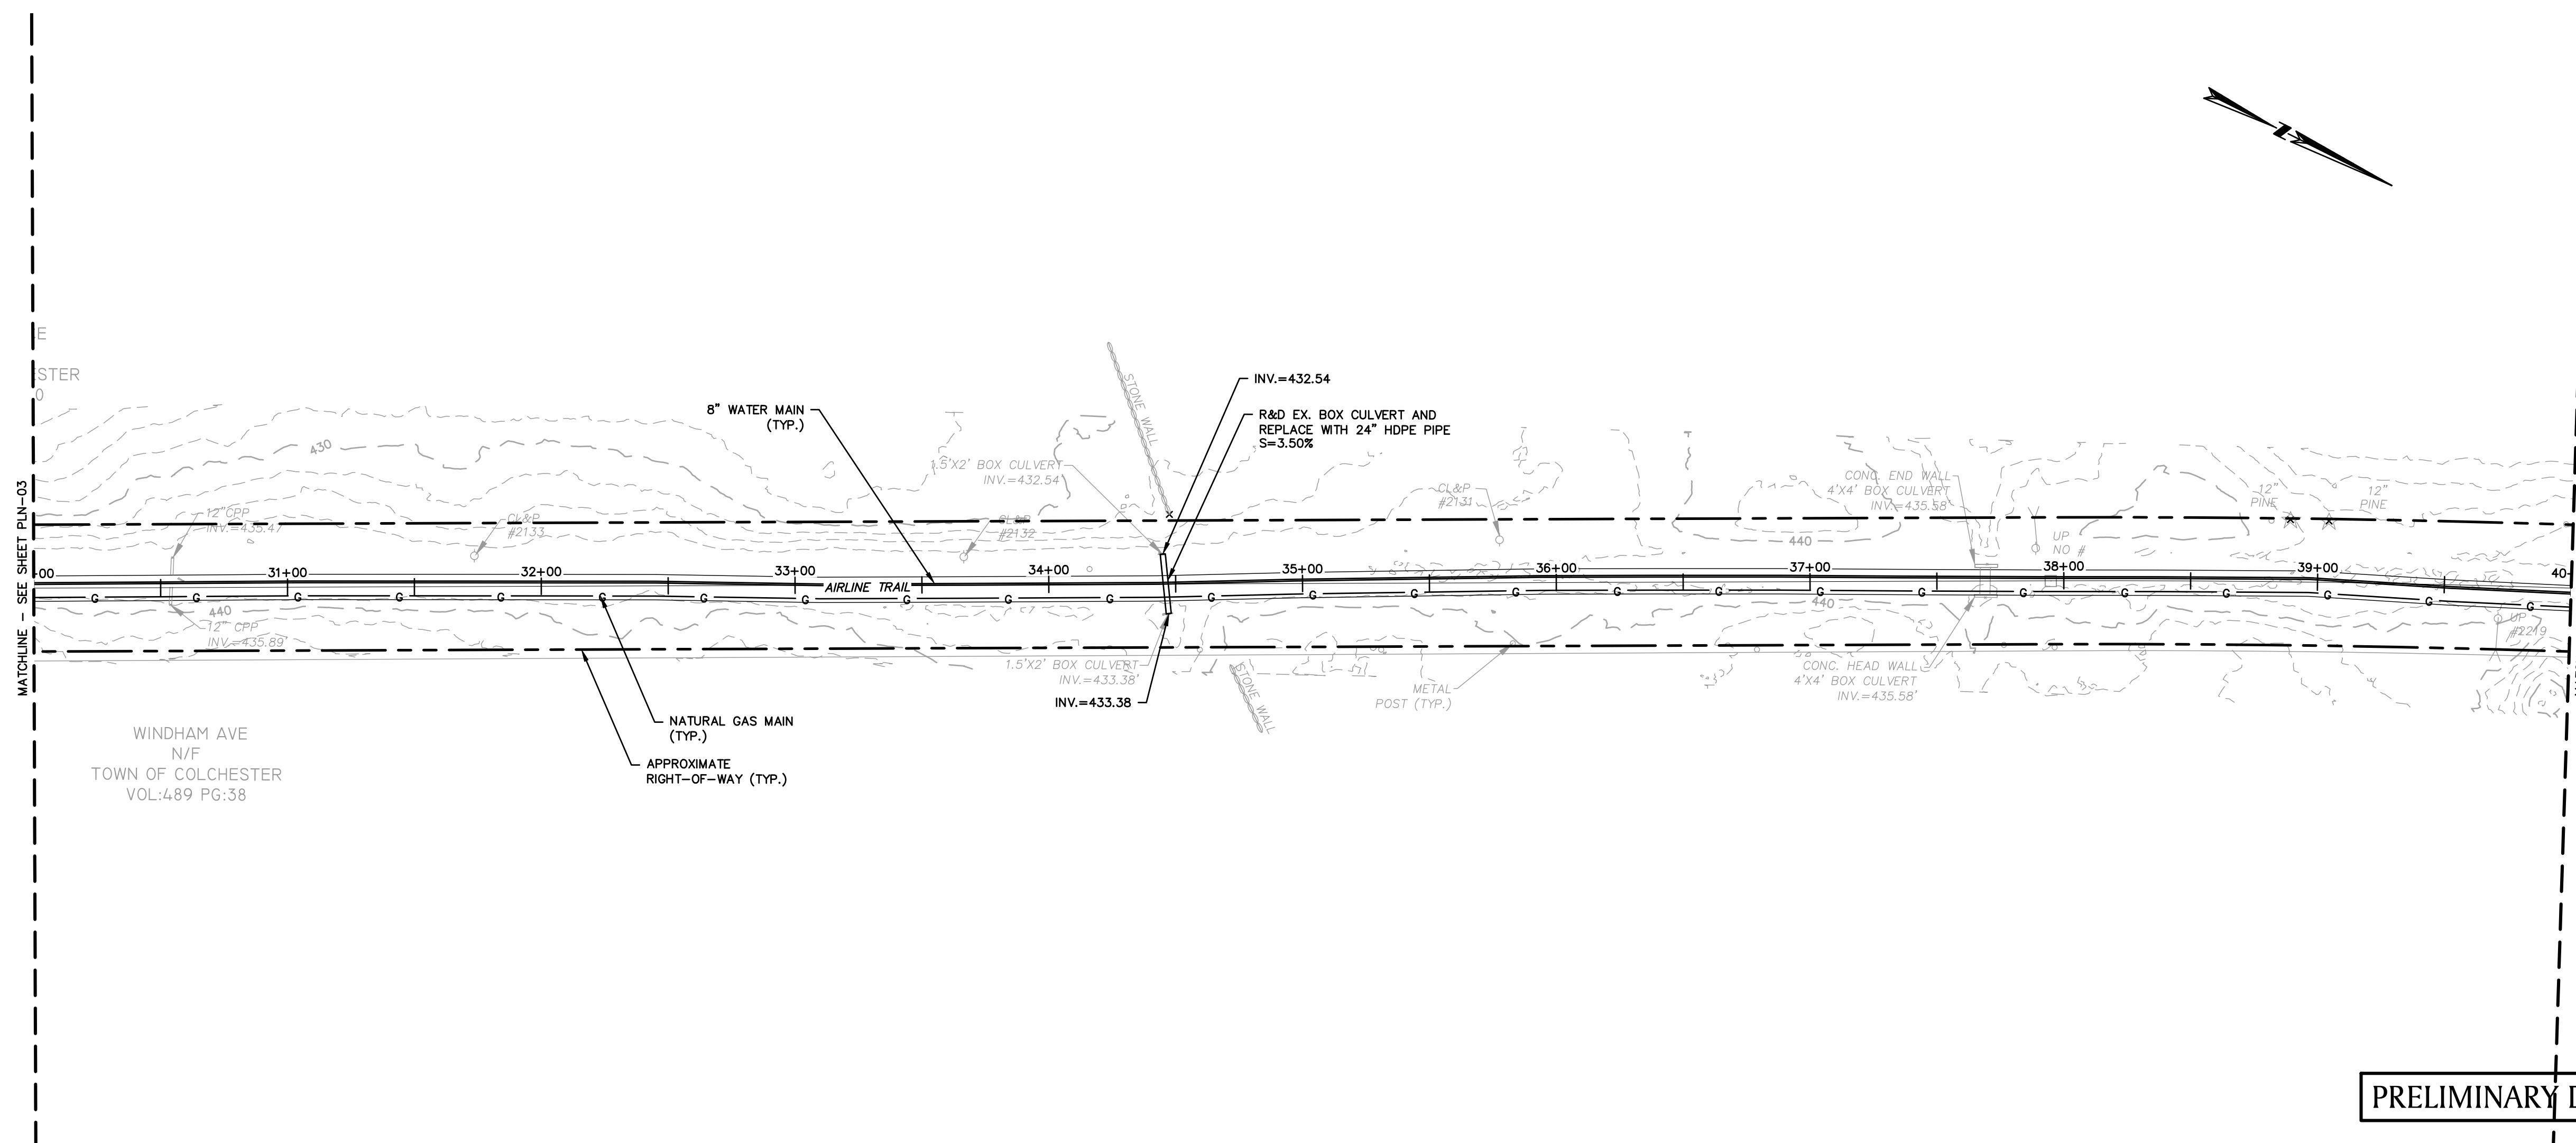 E
ESTER
0
8" WATER MAIN
(TYP.)
430
STONE WALL
INV.=432.54
R&D EX. BOX CULVERT AND
REPLACE WITH 24" HDPE PIPE
S=3.50%
1.5'X2' BOX CULVERT
INV.=432.54'
CL&P
#2131
CONC. END WALL
4'X4' BOX CULVERT
INV.=435.58'
12"
PINE
12"
PINE
12"CPP
INV.=435.47
CL&P
#2133
CL&P
#2132
440
UP
NO #
MATCHLINE - SEE SHEET PLN-03
+00
31+00
32+00
33+00
34+00
35+00
36+00
37+00
38+00
39+00
40+
AIRLINE TRAIL
G G G G G G G G G G G G G G G G G G G G G G G G G
440
440
12" CPP
INV.=435.89'
UP
#2219
1.5'X2' BOX CULVERT
INV.=433.38'
INV.=433.38
STONE WALL
METAL
POST (TYP.)
CONC. HEAD WALL
4'X4' BOX CULVERT
INV.=435.58'
NATURAL GAS MAIN
(TYP.)
APPROXIMATE
RIGHT-OF-WAY (TYP.)
WINDHAM AVE
N/F
TOWN OF COLCHESTER
VOL:489 PG:38
PRELIMINARY D